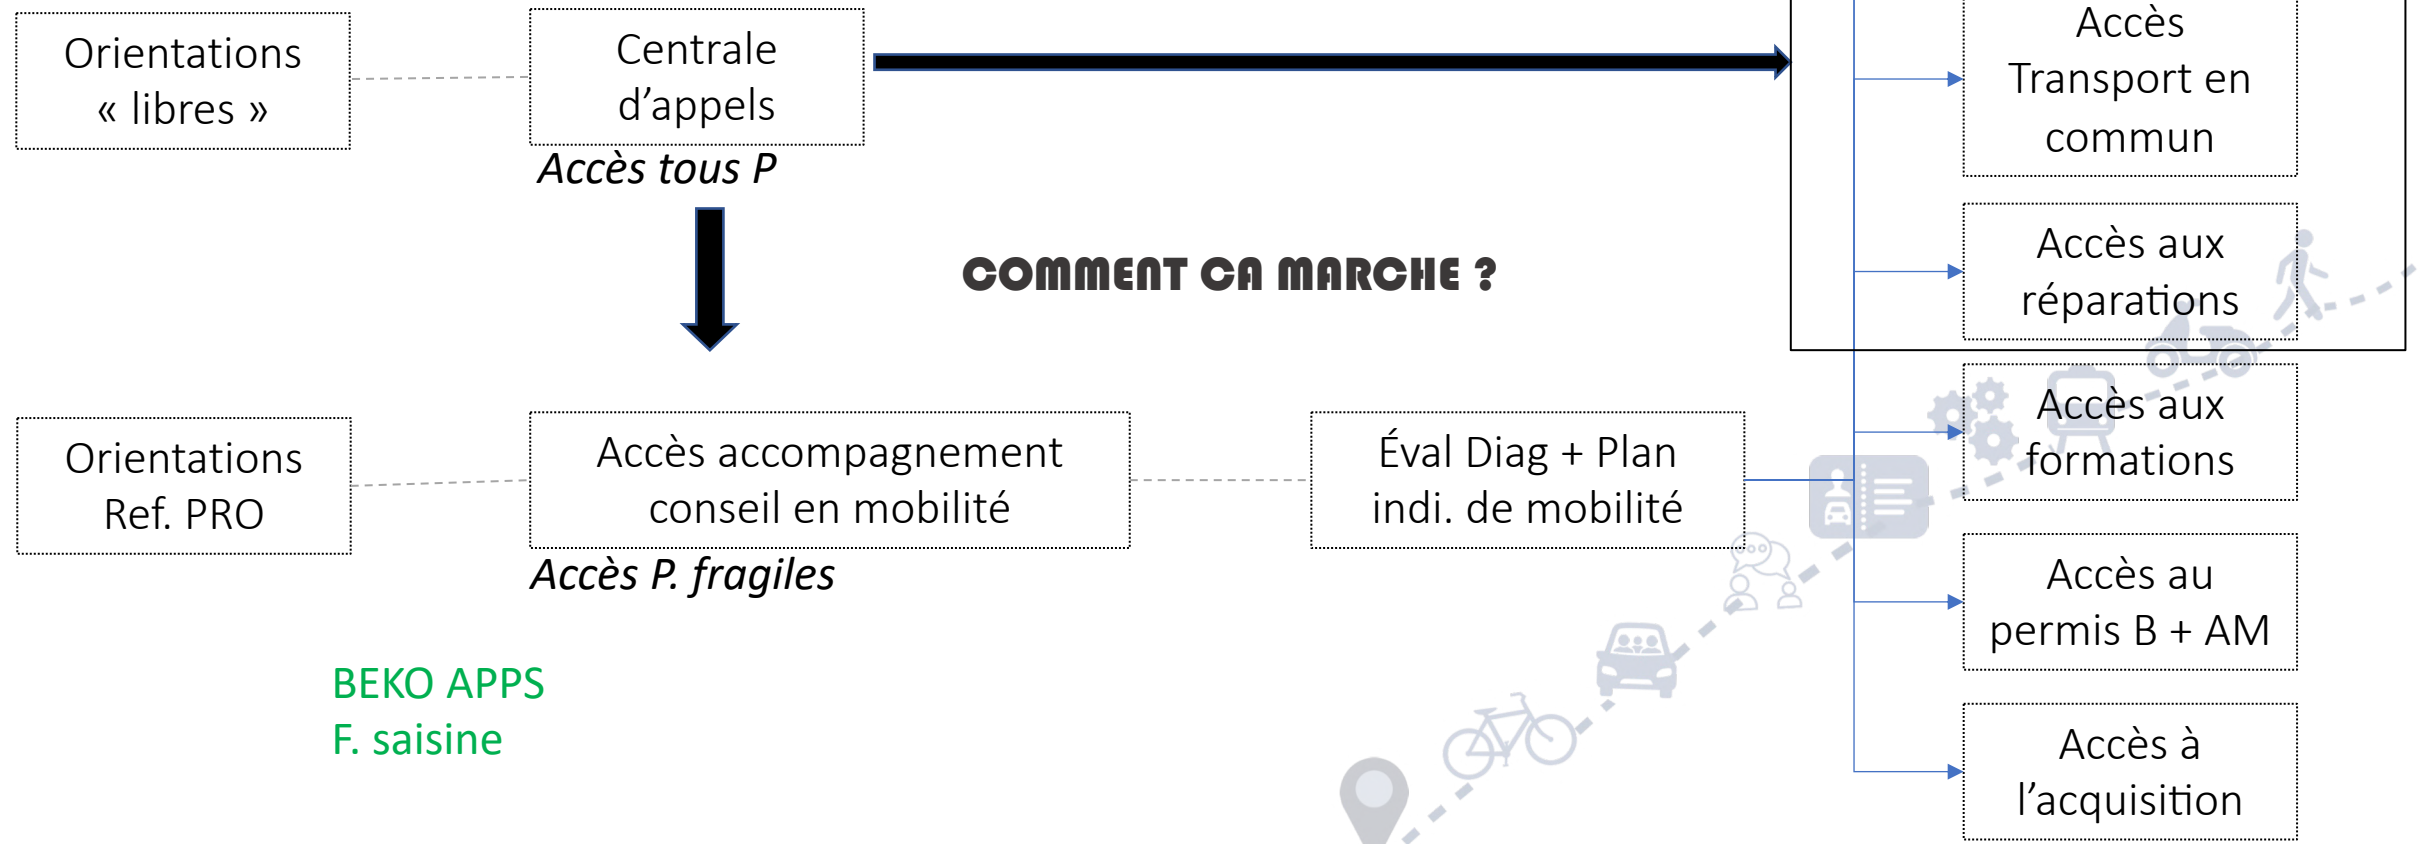 Orientations
« libres »
Centrale
d’appels
Accès tous P
Accès
Transport en
commun
Accès aux
réparations
COMMENT CA MARCHE ?
Orientations
Ref. PRO
Accès accompagnement
conseil en mobilité
Accès P. fragiles
Éval Diag + Plan
indi. de mobilité
Accès aux
formations
Accès au
permis B + AM
Accès à
l’acquisition
BEKO APPS
F. saisine